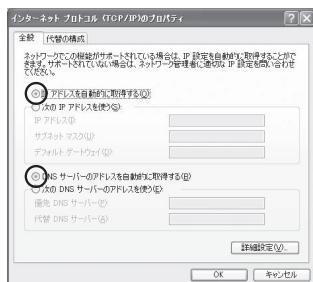 インターネット プロトコル (TCP/IP)のプロパティ
全般 代替の構成
ネットワークでこの機能がサポートされている場合は、IP 設定を自動的に取得することがで
きます。サポートされていない場合は、ネットワーク管理者に適切な IP 設定を問い合わせ
てください。
IP アドレスを自動的に取得する(O)
次の IP アドレスを使う(S):
IP アドレス(I):
サブネット マスク(U):
デフォルト ゲートウェイ(D):
DNS サーバーのアドレスを自動的に取得する(B)
次の DNS サーバーのアドレスを使う(E):
優先 DNS サーバー(P):
代替 DNS サーバー(A):
詳細設定(V)...
OK キャンセル